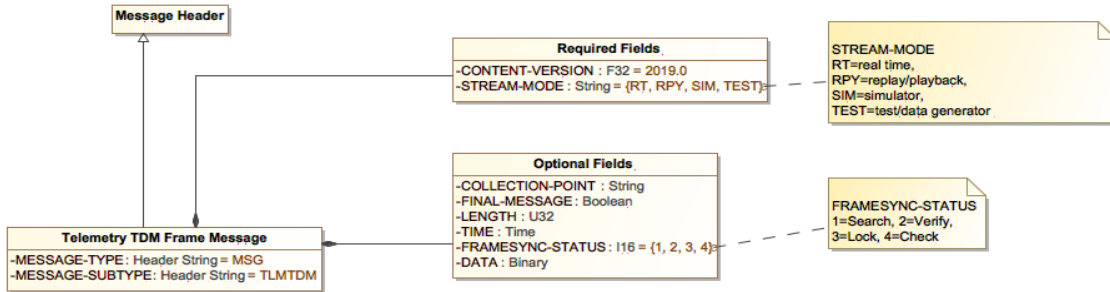 Message Header
Required Fields
-CONTENT-VERSION : F32 = 2019.0
-STREAM-MODE : String = {RT, RPY, SIM, TEST}
STREAM-MODE
RT=real time,
RPY=replay/playback,
SIM=simulator,
TEST=test/data generator
Optional Fields
-COLLECTION-POINT : String
-FINAL-MESSAGE : Boolean
-LENGTH : U32
-TIME : Time
-FRAMESYNC-STATUS : I16 = {1, 2, 3, 4}
-DATA : Binary
FRAMESYNC-STATUS
1=Search, 2=Verify,
3=Lock, 4=Check
Telemetry TDM Frame Message
-MESSAGE-TYPE : Header String = MSG
-MESSAGE-SUBTYPE : Header String = TLMTDM